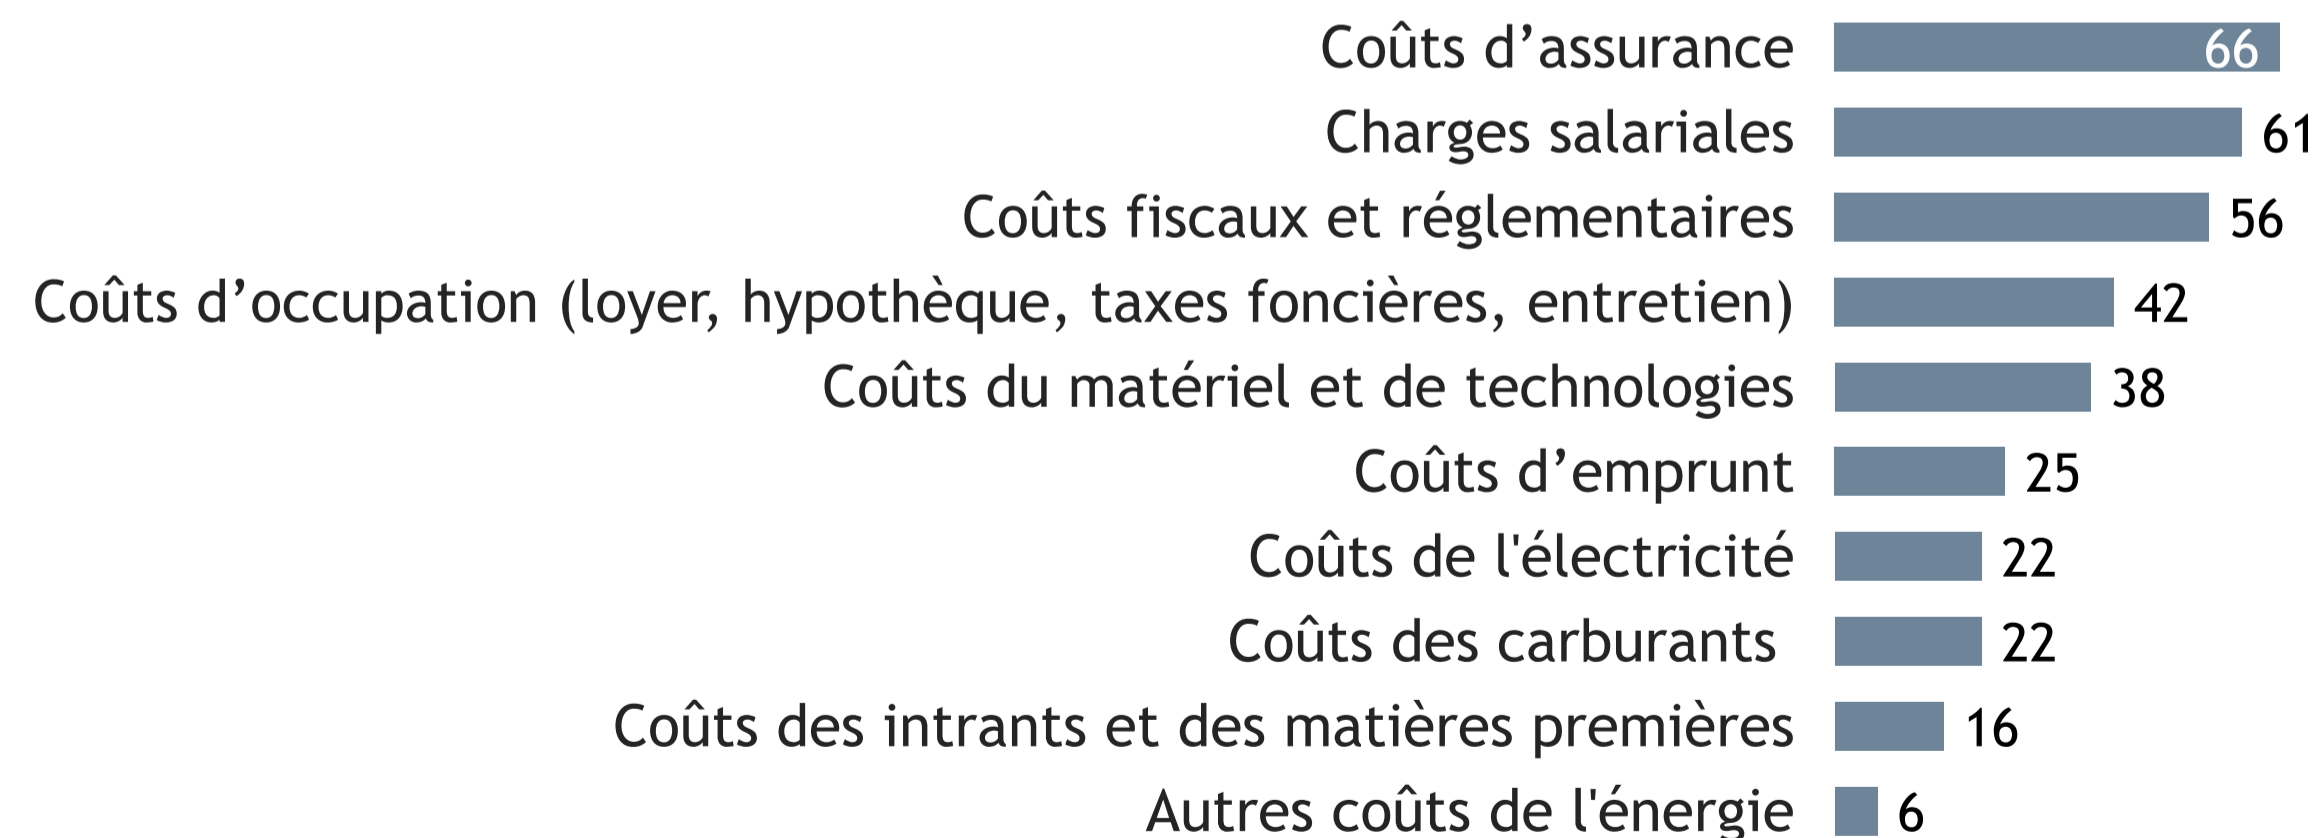 Coûts d’assurance 66
Charges salariales 61
Coûts fiscaux et réglementaires 56
Coûts d’occupation (loyer, hypothèque, taxes foncières, entretien) 42
Coûts du matériel et de technologies 38
Coûts d’emprunt 25
Coûts de l'électricité 22
Coûts des carburants 22
Coûts des intrants et des matières premières 16
Autres coûts de l'énergie 6